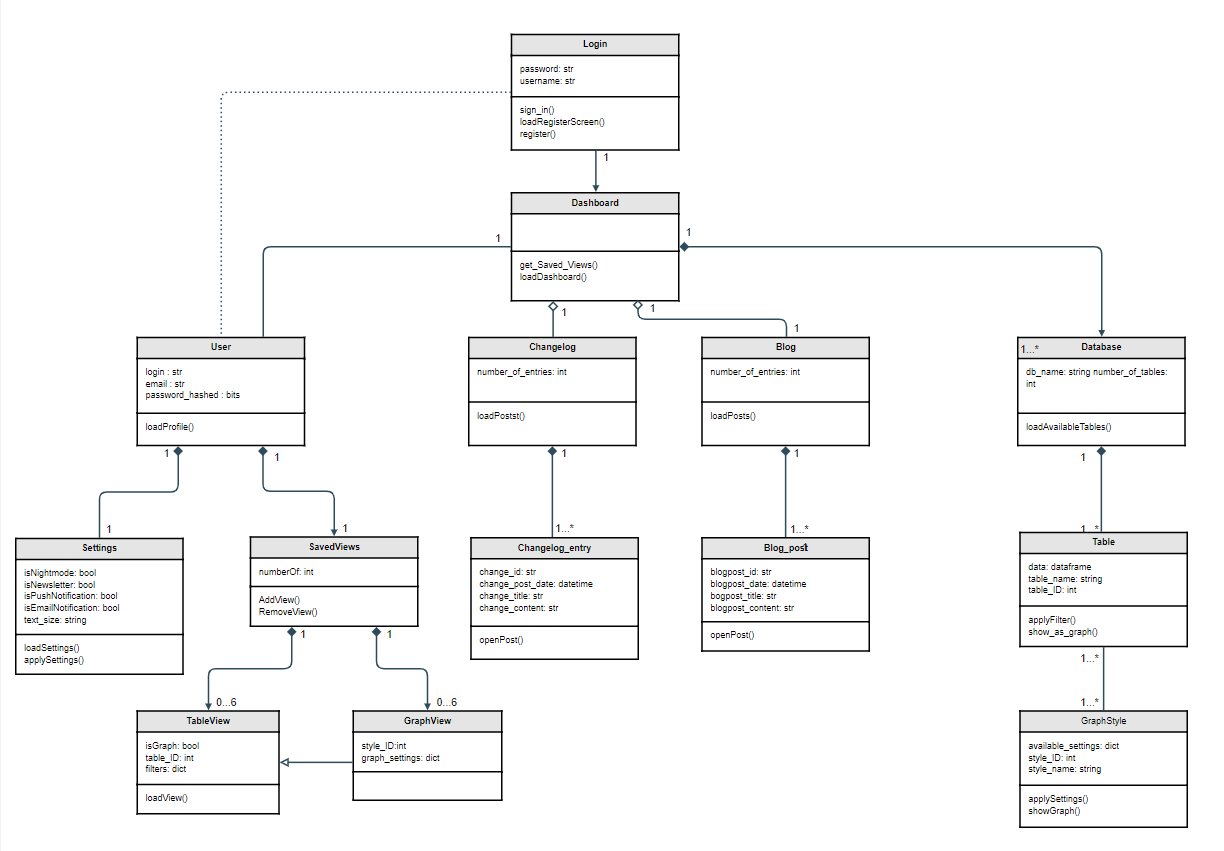 Login
password: str
username: str
sign_in()
loadRegisterScreen()
register()
1
Dashboard
get_Saved_Views()
loadDashboard()
1
1
1
1
1
User
login : str
email : str
password_hashed : bits
loadProfile()
Changelog
number_of_entries: int
loadPostst()
Blog
number_of_entries: int
loadPosts()
1...*
Database
db_name: string number_of_tables:
int
loadAvailableTables()
1
1
1
1
1
1
1
1...*
1...*
1...*
Settings
isNightmode: bool
isNewsletter: bool
isPushNotification: bool
isEmailNotification: bool
text_size: string
loadSettings()
applySettings()
SavedViews
numberOf: int
AddView()
RemoveView()
Changelog_entry
change_id: str
change_post_date: datetime
change_title: str
change_content: str
openPost()
Blog_post
blogpost_id: str
blogpost_date: datetime
bogpost_title: str
blogpost_content: str
openPost()
Table
data: dataframe
table_name: string
table_ID: int
applyFilter()
show_as_graph()
1
1
1...*
0...6
0...6
1...*
TableView
isGraph: bool
table_ID: int
filters: dict
loadView()
GraphView
style_ID:int
graph_settings: dict
GraphStyle
available_settings: dict
style_ID: int
style_name: string
applySettings()
showGraph()